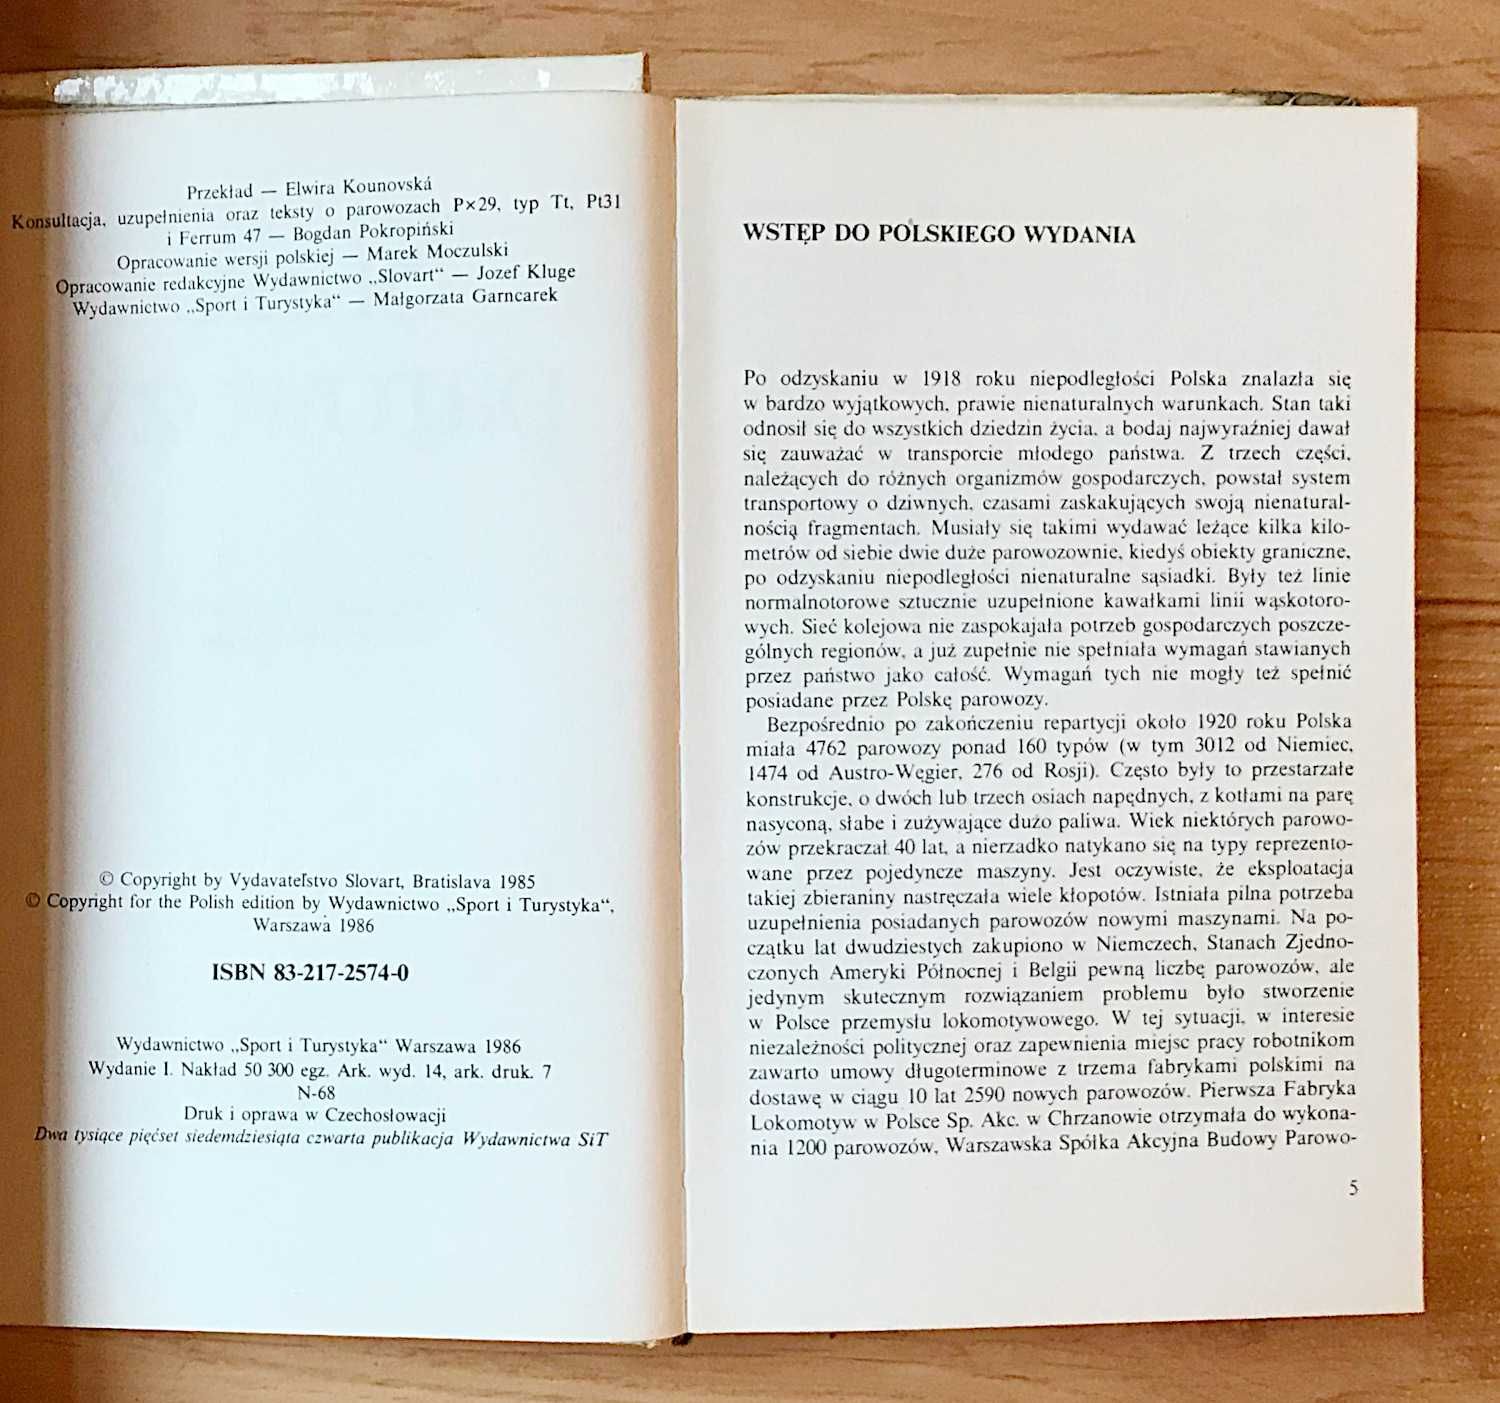 Przekład — Elwira Kounovská
Konsultacja, uzupełnienia oraz teksty o parowozach P×29, typ Tt, Pt31
i Ferrum 47 — Bogdan Pokropiński
Opracowanie wersji polskiej — Marek Moczulski
Opracowanie redakcyjne Wydawnictwo „Slovart“ — Jozef Kluge
Wydawnictwo „Sport i Turystyka“ — Małgorzata Garncarek
© Copyright by Vydavateľstvo Slovart, Bratislava 1985
© Copyright for the Polish edition by Wydawnictwo „Sport i Turystyka“,
Warszawa 1986
ISBN 83-217-2574-0
Wydawnictwo „Sport i Turystyka“ Warszawa 1986
Wydanie I. Nakład 50 300 egz. Ark. wyd. 14, ark. druk. 7
N-68
Druk i oprawa w Czechosłowacji
Dwa tysiące pięćset siedemdziesiąta czwarta publikacja Wydawnictwa SiT
WSTĘP DO POLSKIEGO WYDANIA
Po odzyskaniu w 1918 roku niepodległości Polska znalazła się
w bardzo wyjątkowych, prawie nienaturalnych warunkach. Stan taki
odnosił się do wszystkich dziedzin życia, a bodaj najwyraźniej dawał
się zauważać w transporcie młodego państwa. Z trzech części,
należących do różnych organizmów gospodarczych, powstał system
transportowy o dziwnych, czasami zaskakujących swoją nienatural-
nością fragmentach. Musiały się takimi wydawać leżące kilka kilo-
metrów od siebie dwie duże parowozownie, kiedyś obiekty graniczne,
po odzyskaniu niepodległości nienaturalne sąsiadki. Były też linie
normalnotorowe sztucznie uzupełnione kawałkami linii wąskotoro-
wych. Sieć kolejowa nie zaspokajała potrzeb gospodarczych poszcze-
gólnych regionów, a już zupełnie nie spełniała wymagań stawianych
przez państwo jako całość. Wymagań tych nie mogły też spełnić
posiadane przez Polskę parowozy.
Bezpośrednio po zakończeniu repartycji około 1920 roku Polska
miała 4762 parowozy ponad 160 typów (w tym 3012 od Niemiec,
1474 od Austro-Węgier, 276 od Rosji). Często były to przestarzałe
konstrukcje, o dwóch lub trzech osiach napędnych, z kotłami na parę
nasyconą, słabe i zużywające dużo paliwa. Wiek niektórych parowo-
zów przekraczał 40 lat, a nierzadko natykano się na typy reprezento-
wane przez pojedyncze maszyny. Jest oczywiste, że eksploatacja
takiej zbieraniny nastręczała wiele kłopotów. Istniała pilna potrzeba
uzupełnienia posiadanych parowozów nowymi maszynami. Na po-
czątku lat dwudziestych zakupiono w Niemczech, Stanach Zjedno-
czonych Ameryki Północnej i Belgii pewną liczbę parowozów, ale
jedynym skutecznym rozwiązaniem problemu było stworzenie
w Polsce przemysłu lokomotywowego. W tej sytuacji, w interesie
niezależności politycznej oraz zapewnienia miejsc pracy robotnikom
zawarto umowy długoterminowe z trzema fabrykami polskimi na
dostawę w ciągu 10 lat 2590 nowych parowozów. Pierwsza Fabryka
Lokomotyw w Polsce Sp. Akc. w Chrzanowie otrzymała do wykona-
nia 1200 parowozów, Warszawska Spółka Akcyjna Budowy Parowo-
5